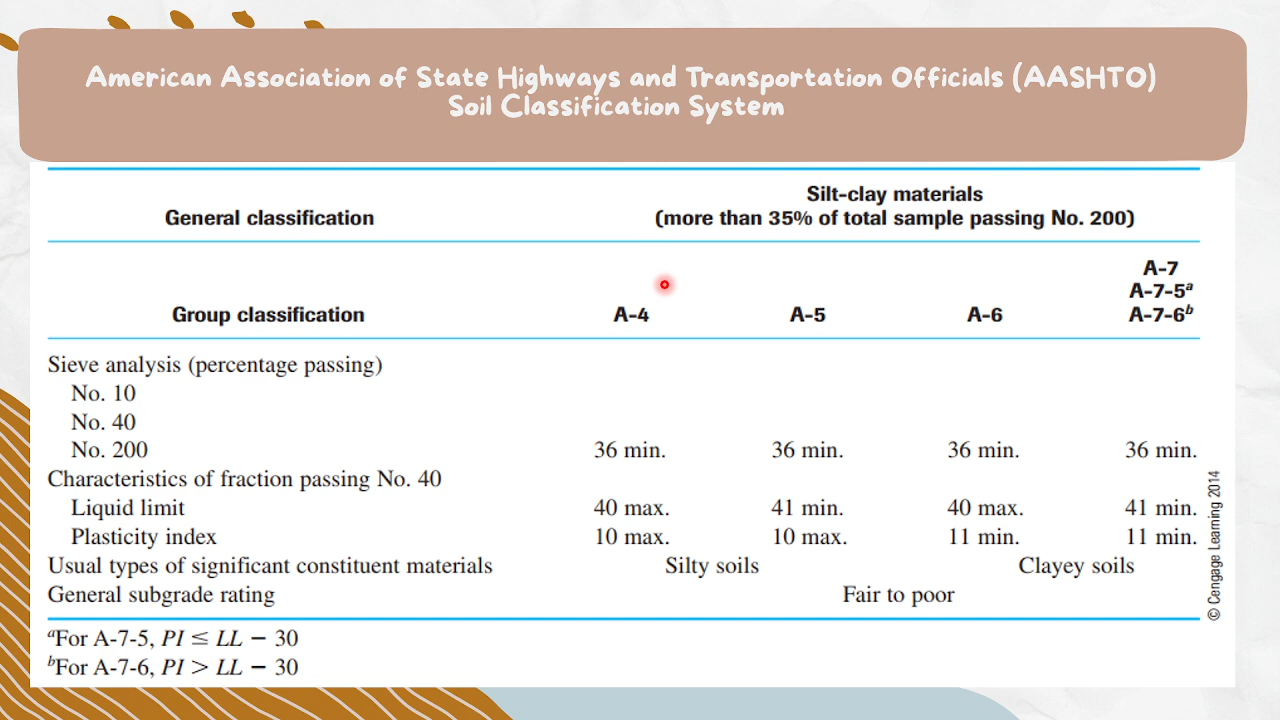 American Association of State Highways and Transportation Officials (AASHTO)
Soil Classification System
General classification
Silt-clay materials
(more than 35% of total sample passing No. 200)
Group classification A-4 A-5 A-6 A-7
A-7-5ᵃ
A-7-6ᵇ
Sieve analysis (percentage passing)
No. 10
No. 40
No. 200 36 min. 36 min. 36 min. 36 min.
Characteristics of fraction passing No. 40
Liquid limit 40 max. 41 min. 40 max. 41 min.
Plasticity index 10 max. 10 max. 11 min. 11 min.
Usual types of significant constituent materials Silty soils Clayey soils
General subgrade rating Fair to poor
ᵃFor A-7-5, PI ≤ LL − 30
ᵇFor A-7-6, PI > LL − 30
© Cengage Learning 2014